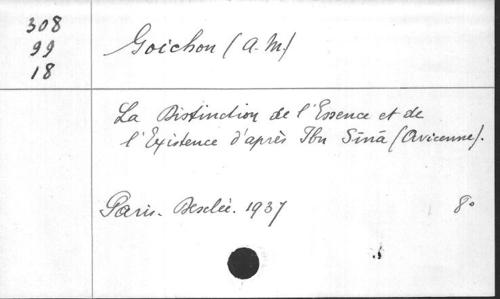 308
99
18
Goichon (A. M.)
La Distinction de l'Essence et de
l'Existence d'après Ibn Sīnā (Avicenne).
Paris. Desclée. 1937 8°